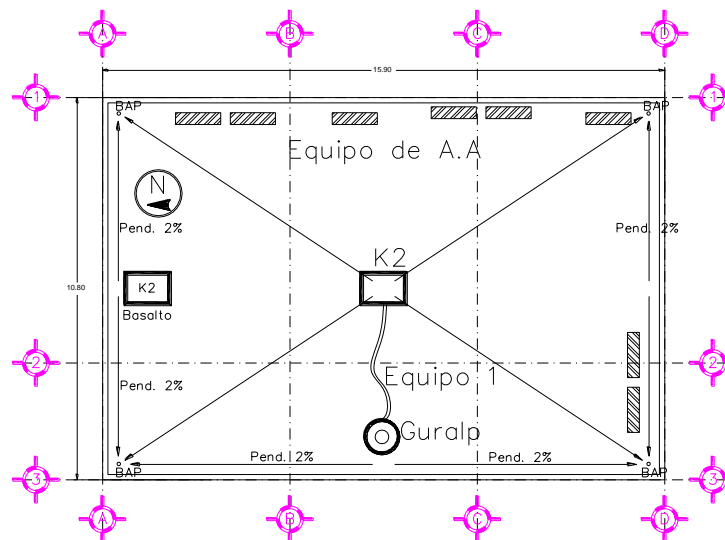 A B C D
15.90
1 1
BAP BAP
Equipo de A.A
N
Pend. 2% Pend. 2%
K2
K2
10.80
Basalto
2 2
Equipo 1
Pend. 2%
Guralp
Pend. 2% Pend. 2%
BAP BAP
3 3
A B C D